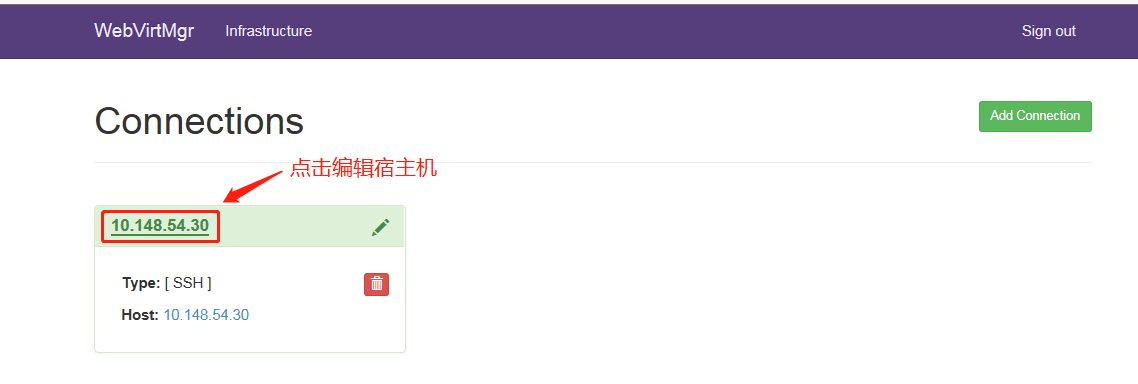 WebVirtMgr Infrastructure Sign out
Connections Add Connection
点击编辑宿主机
10.148.54.30
Type: [ SSH ]
Host: 10.148.54.30